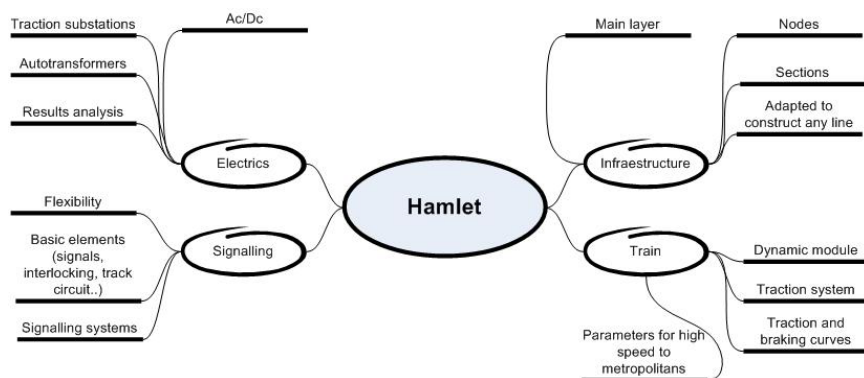 Traction substations
Ac/Dc
Autotransformers
Results analysis
Electrics
Main layer
Nodes
Sections
Adapted to
construct any line
Infraestructure
Hamlet
Flexibility
Basic elements
(signals,
interlocking, track
circuit..)
Signalling systems
Signalling
Train
Dynamic module
Traction system
Traction and
braking curves
Parameters for high
speed to
metropolitans